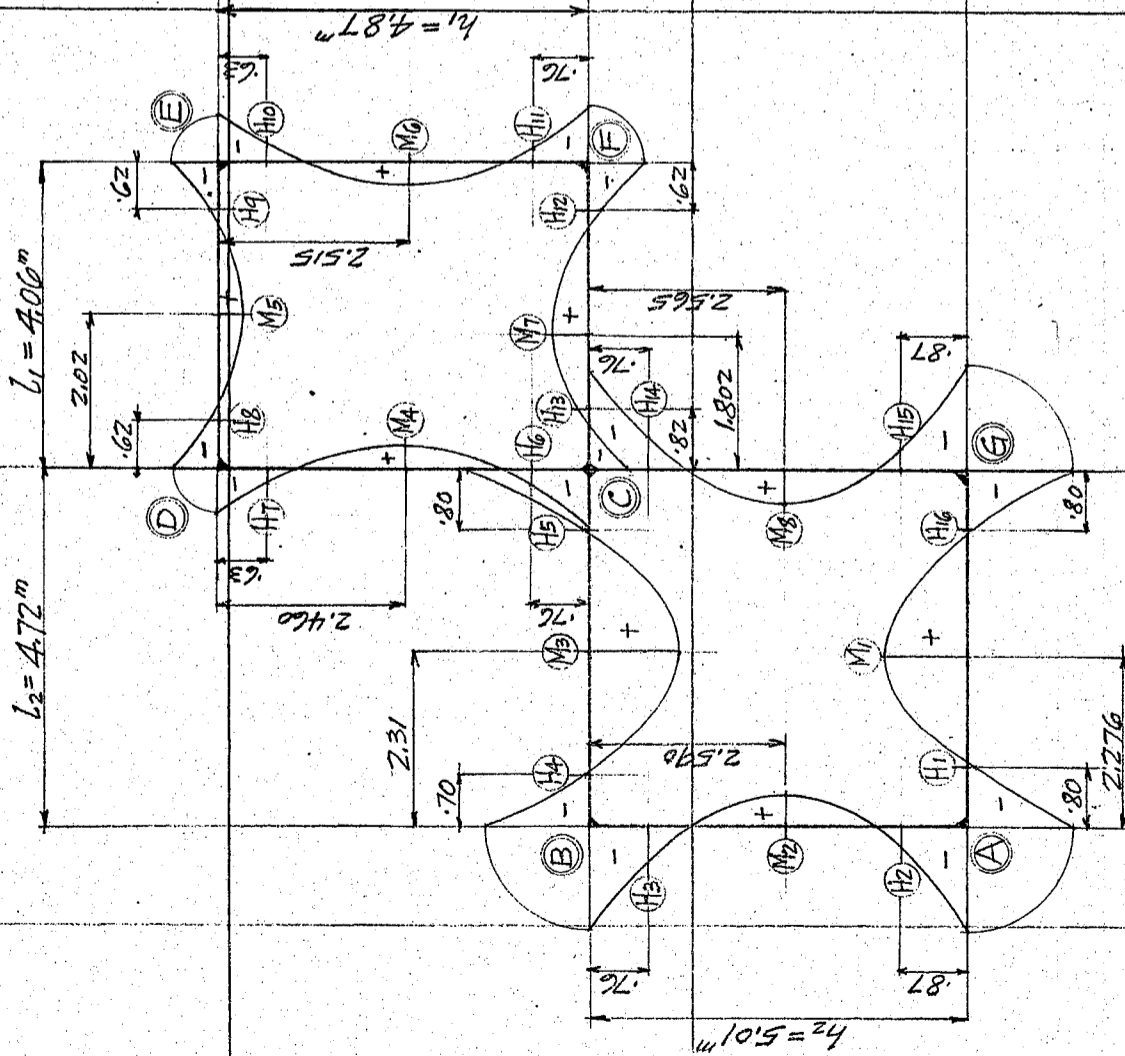 l₁ = 4.06ᵐ
l₂ = 4.72ᵐ
h₁ = 4.87ᵐ
2.02
.62
.62
.63
.76
E
D
H10
M6
H11
F
H9
H12
.62
2.515
+
-
-
-
-
+
M5
H8
M4
H7
.63
2.460
.76
M7
+
H13
H6
H5
.80
C
.76
H14
.82
1.802
2.565
.87
H15
G
M8
H16
.80
+
-
-
2.31
.70
M3
+
H4
B
-
-
H3
M2
+
H2
A
-
-
H1
M1
+
2.590
.76
.87
.80
2.276
h₂ = 5.01ᵐ